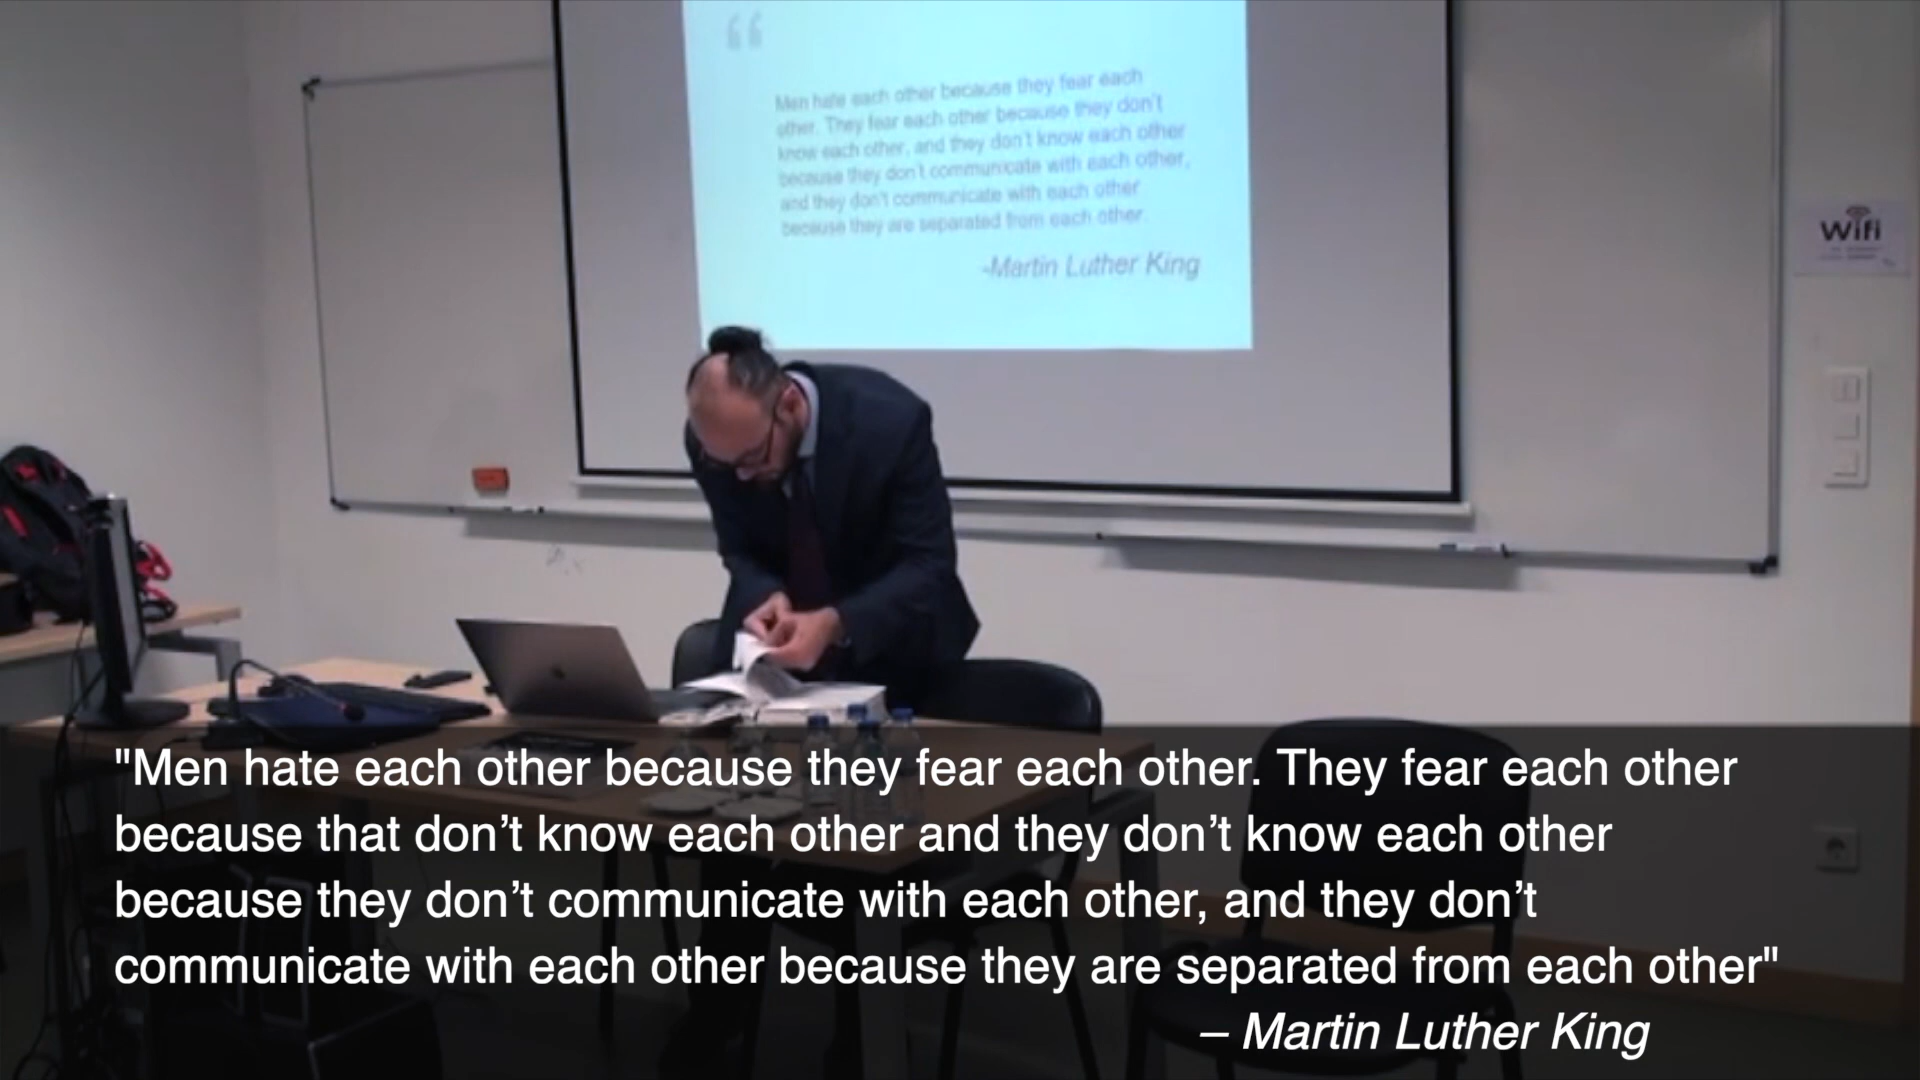 “
Men hate each other because they fear each
other. They fear each other because they don't
know each other, and they don't know each other
because they don't communicate with each other,
and they don't communicate with each other
because they are separated from each other.
-Martin Luther King
Wifi
"Men hate each other because they fear each other. They fear each other
because that don’t know each other and they don’t know each other
because they don’t communicate with each other, and they don’t
communicate with each other because they are separated from each other"
– Martin Luther King